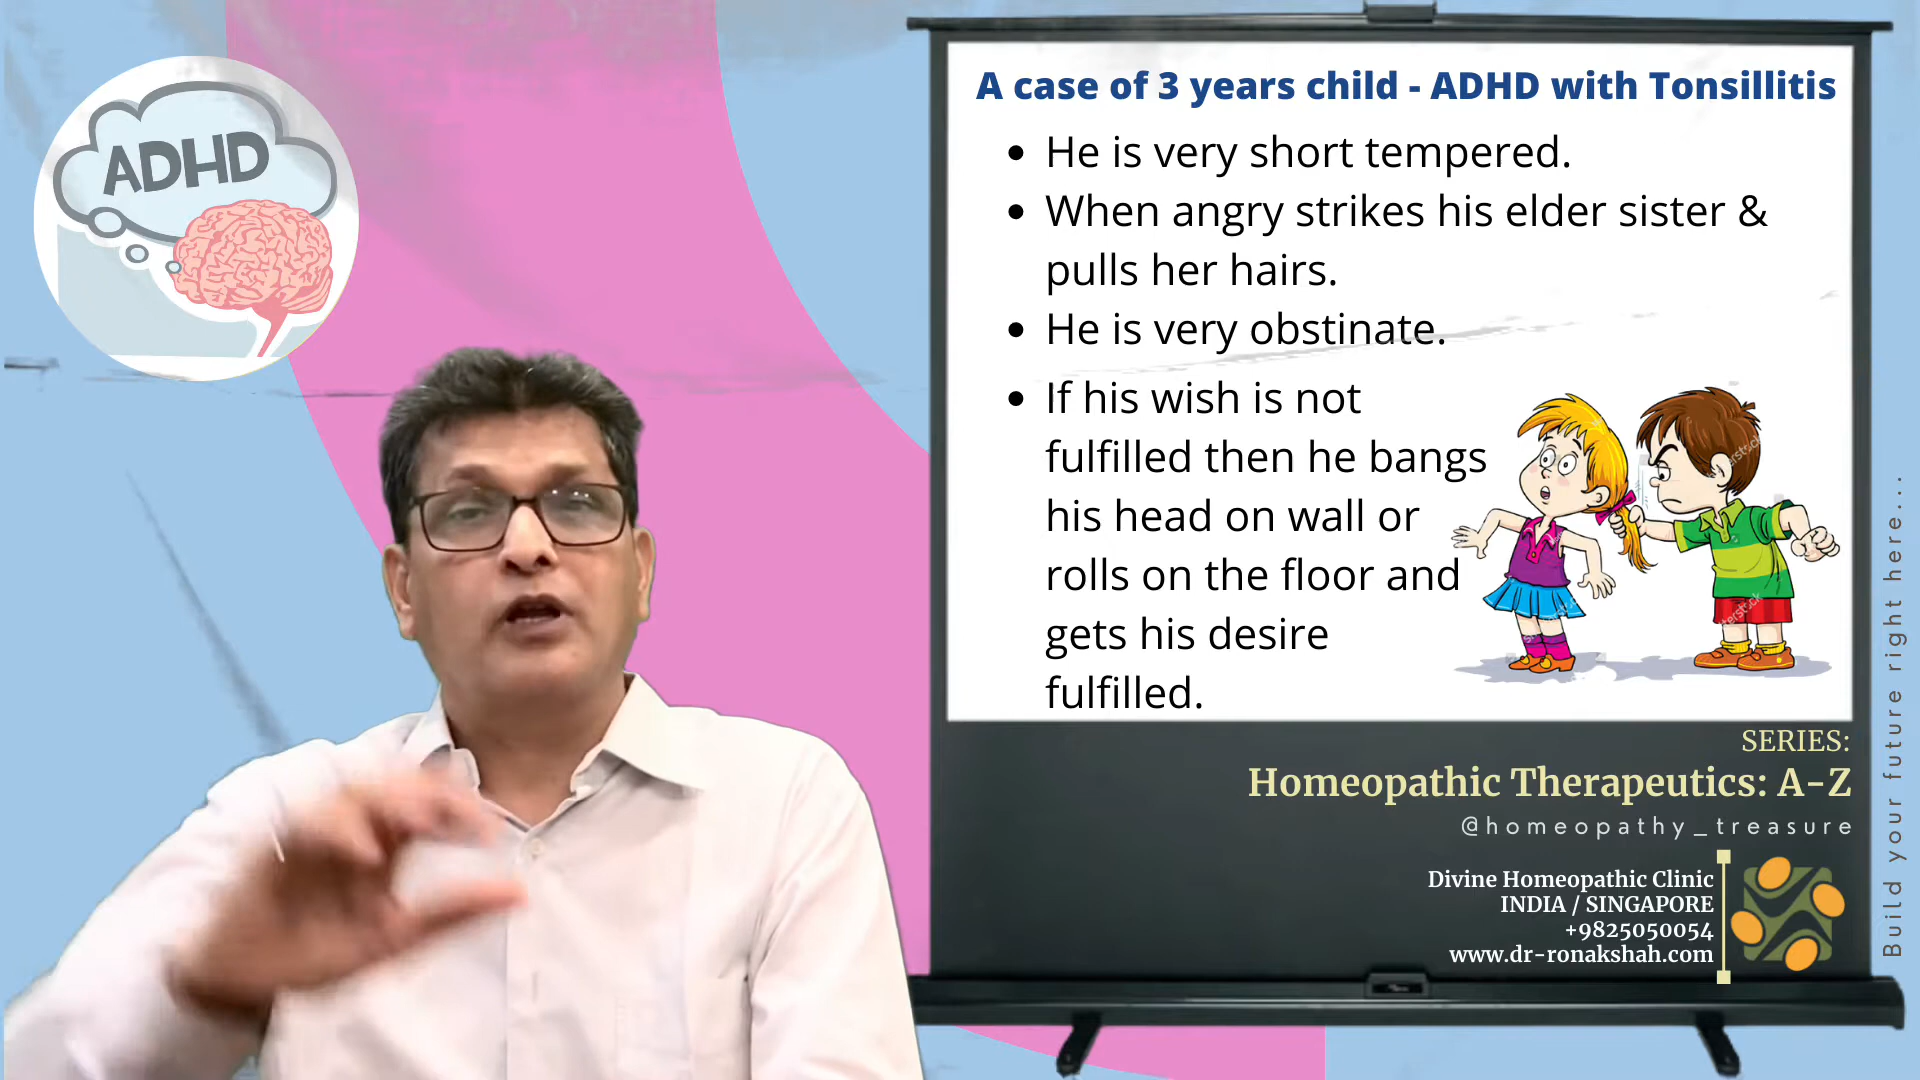 ADHD
A case of 3 years child - ADHD with Tonsillitis
• He is very short tempered.
• When angry strikes his elder sister &
pulls her hairs.
• He is very obstinate.
• If his wish is not
fulfilled then he bangs
his head on wall or
rolls on the floor and
gets his desire
fulfilled.
SERIES:
Homeopathic Therapeutics: A-Z
@homeopathy_treasure
Divine Homeopathic Clinic
INDIA / SINGAPORE
+9825050054
www.dr-ronakshah.com
Build your future right here...